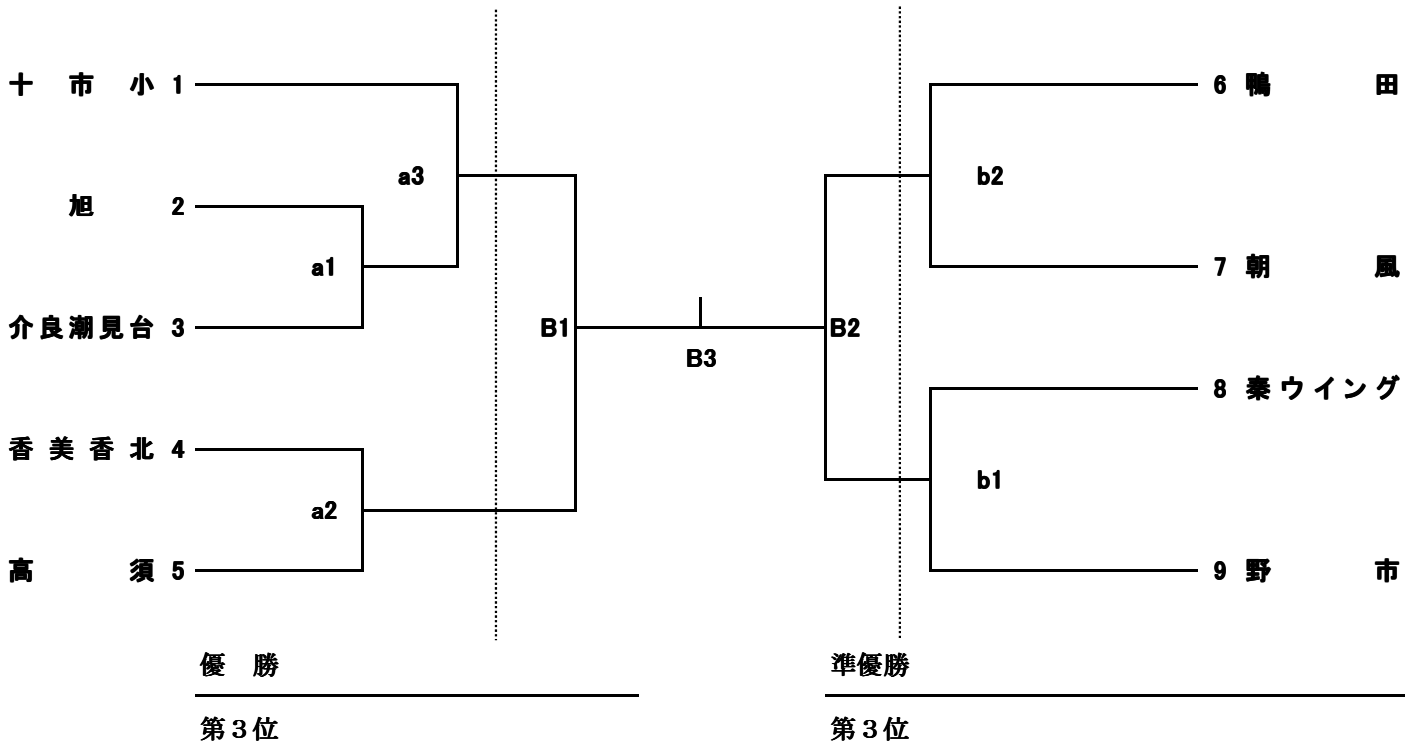 十市小 1
a3
旭 2
a1
介良潮見台 3
香美香北 4
a2
高須 5
B1
B3
B2
6 鴨田
b2
7 朝風
8 秦ウイング
b1
9 野市
優 勝
準優勝
第３位
第３位